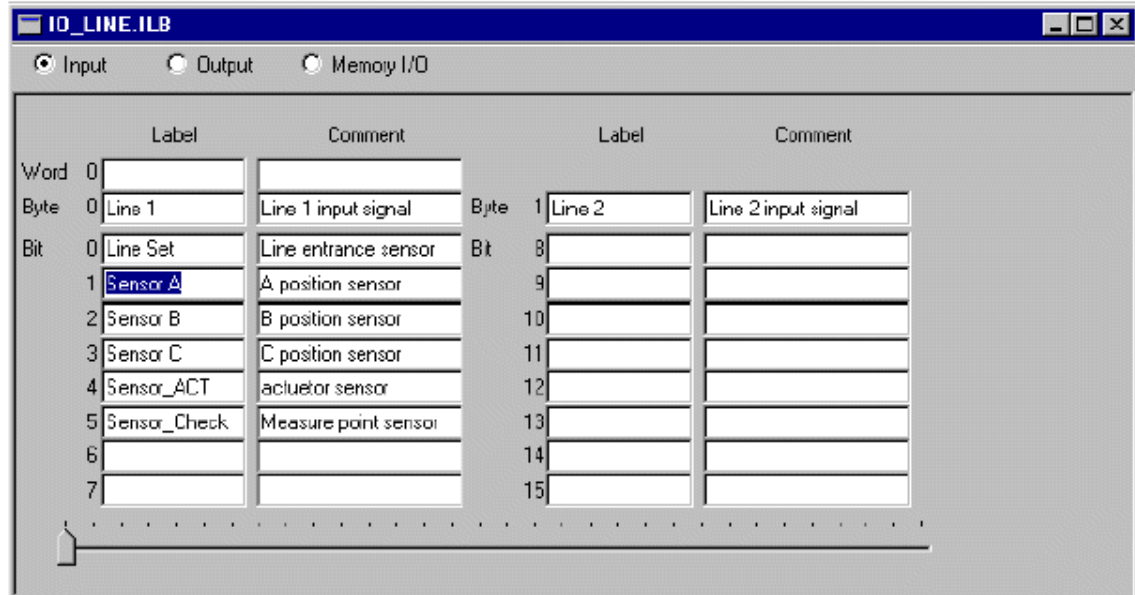 IO_LINE.ILB
Input Output Memory I/O
Label Comment Label Comment
Word 0
Byte 0 Line 1 Line 1 input signal Byte 1 Line 2 Line 2 input signal
Bit 0 Line Set Line entrance sensor Bit 8
1 Sensor A A position sensor 9
2 Sensor B B position sensor 10
3 Sensor C C position sensor 11
4 Sensor_ACT actuetor sensor 12
5 Sensor_Check Measure point sensor 13
6 14
7 15